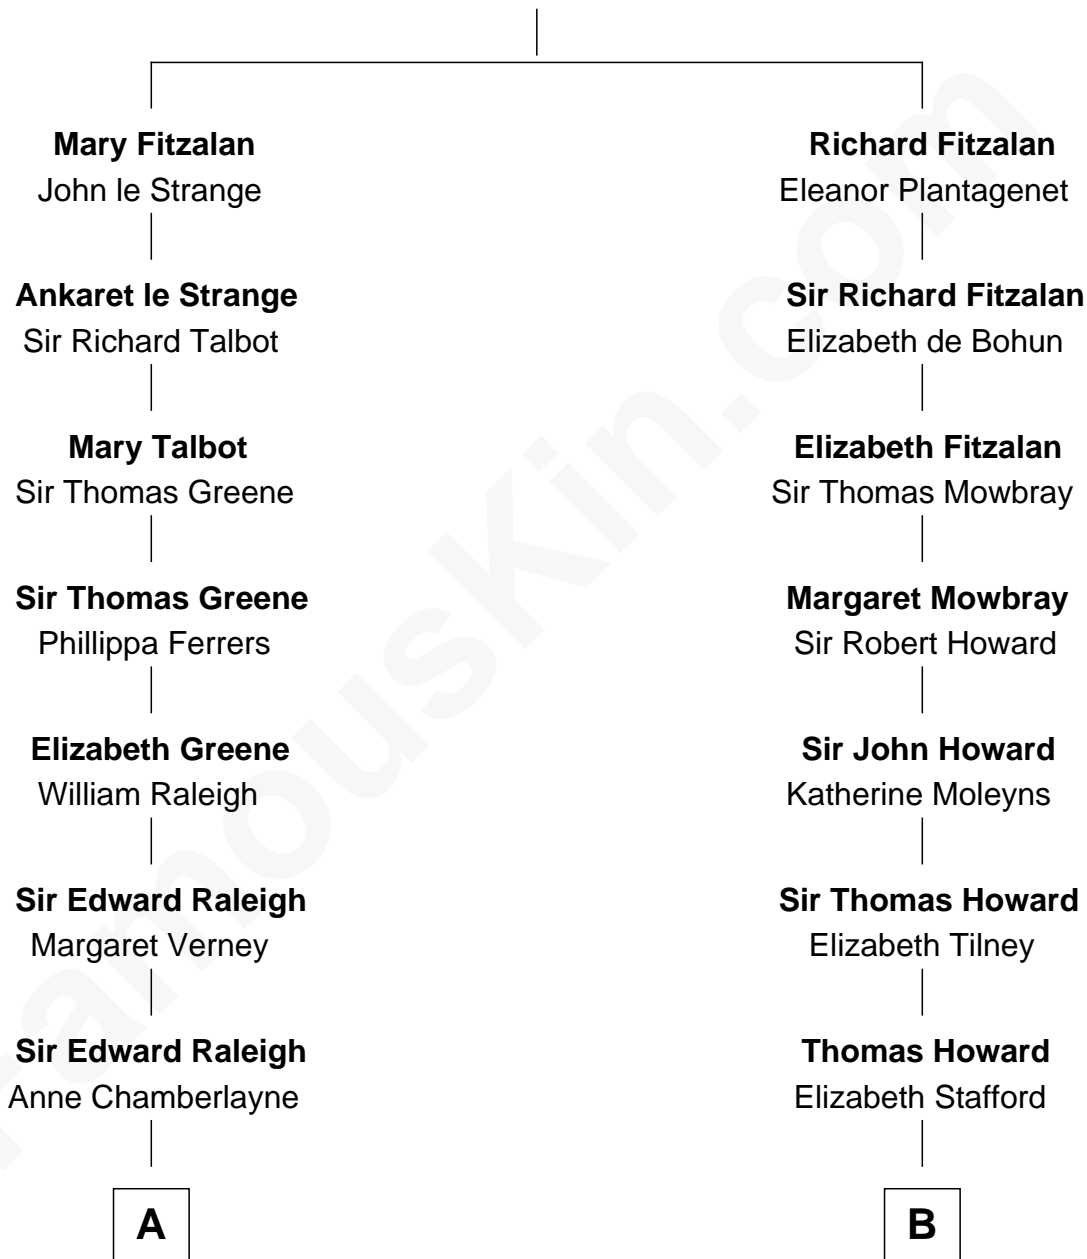 Mary Fitzalan
John le Strange
Richard Fitzalan
Eleanor Plantagenet
Ankaret le Strange
Sir Richard Talbot
Sir Richard Fitzalan
Elizabeth de Bohun
Mary Talbot
Sir Thomas Greene
Elizabeth Fitzalan
Sir Thomas Mowbray
Sir Thomas Greene
Phillippa Ferrers
Margaret Mowbray
Sir Robert Howard
Elizabeth Greene
William Raleigh
Sir John Howard
Katherine Moleyns
Sir Edward Raleigh
Margaret Verney
Sir Thomas Howard
Elizabeth Tilney
Sir Edward Raleigh
Anne Chamberlayne
Thomas Howard
Elizabeth Stafford
A
B
FamousKin.com